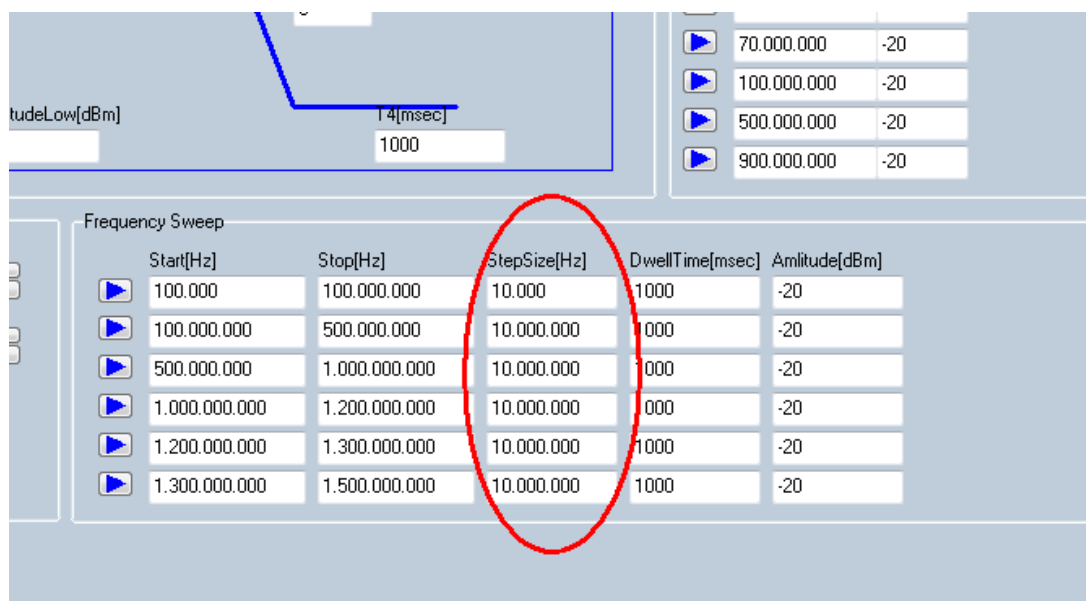 70.000.000 -20
100.000.000 -20
tudeLow[dBm] T4[msec]
500.000.000 -20
1000
900.000.000 -20
Frequency Sweep
Start[Hz] Stop[Hz] StepSize[Hz] DwellTime[msec] Amlitude[dBm]
100.000 100.000.000 10.000 1000 -20
100.000.000 500.000.000 10.000.000 1000 -20
500.000.000 1.000.000.000 10.000.000 1000 -20
1.000.000.000 1.200.000.000 10.000.000 1000 -20
1.200.000.000 1.300.000.000 10.000.000 1000 -20
1.300.000.000 1.500.000.000 10.000.000 1000 -20